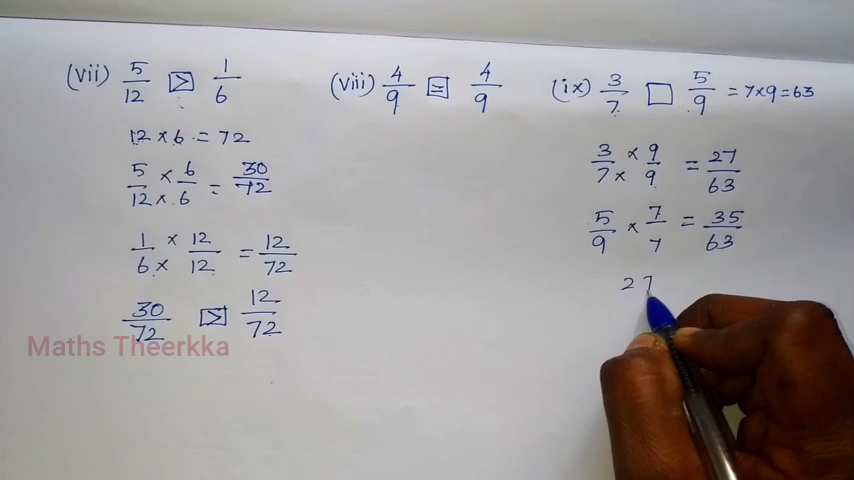 (vii) 5/12 > 1/6
12 × 6 = 72
5/12 × 6/6 = 30/72
1/6 × 12/12 = 12/72
30/72 > 12/72
Maths Theerkka
(viii) 4/9 = 4/9
(ix) 3/7 □ 5/9 = 7×9=63
3/7 × 9/9 = 27/63
5/9 × 7/7 = 35/63
27